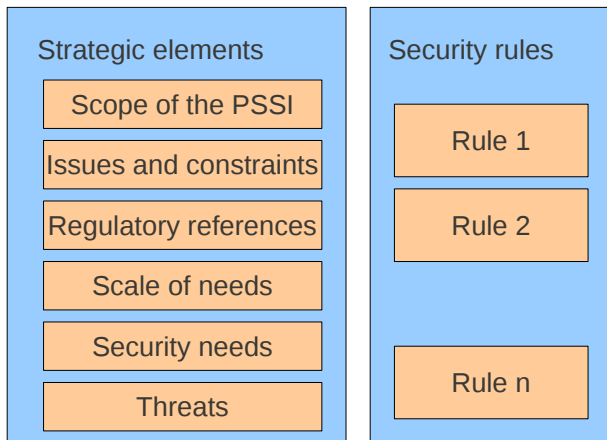 Strategic elements
Scope of the PSSI
Issues and constraints
Regulatory references
Scale of needs
Security needs
Threats
Security rules
Rule 1
Rule 2
Rule n